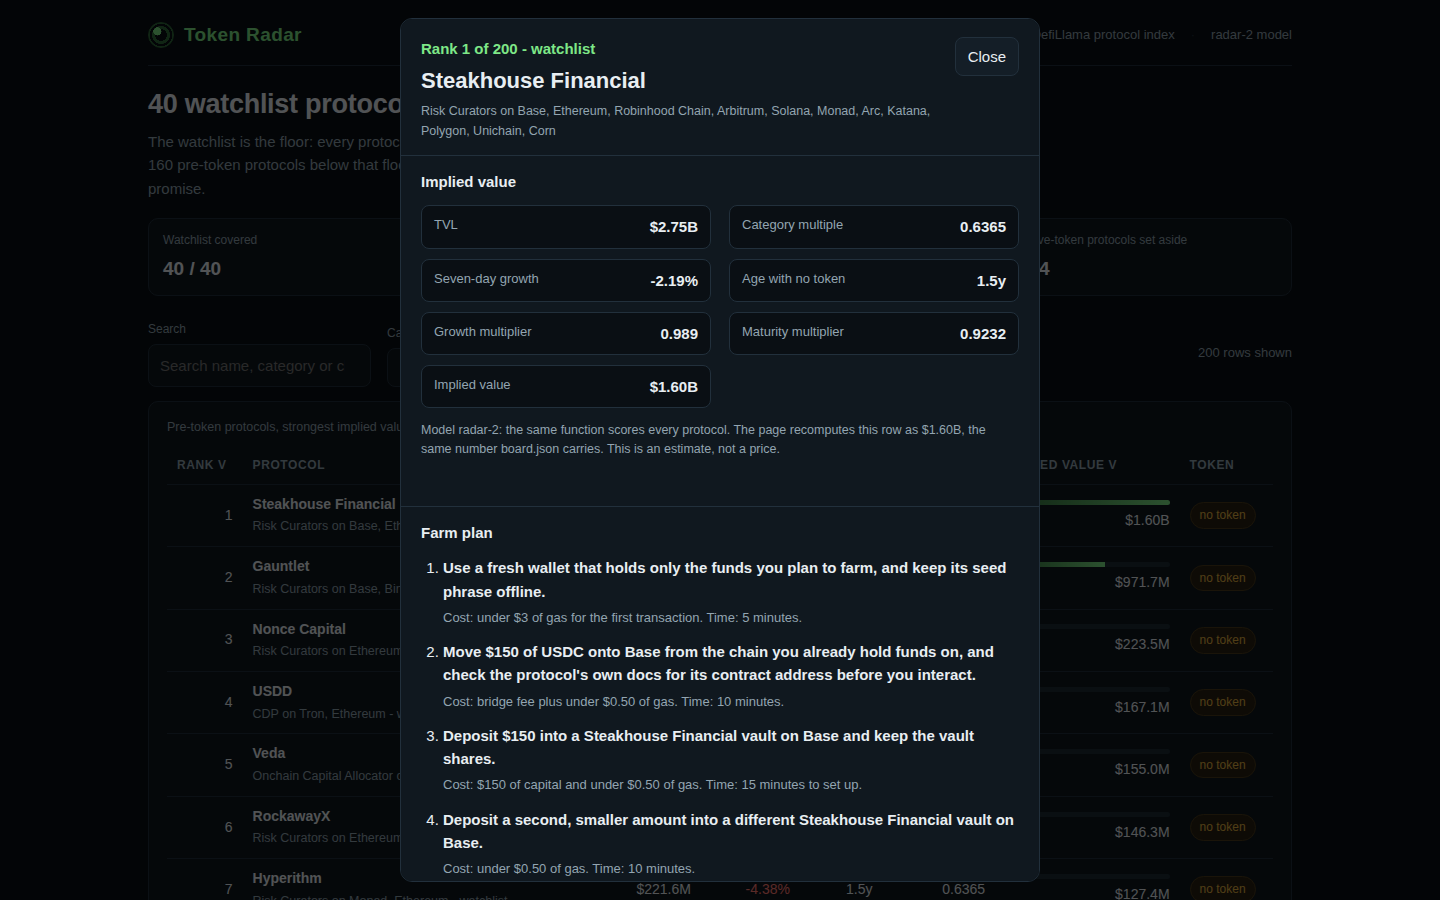 Token Radar
efiLlama protocol index
radar-2 model
40 watchlist protoco
The watchlist is the floor: every protoc
160 pre-token protocols below that floo
promise.
Watchlist covered
40 / 40
ve-token protocols set aside
4
Search
Ca
Search name, category or c
200 rows shown
Pre-token protocols, strongest implied valu
RANK V
PROTOCOL
ED VALUE V
TOKEN
1
Steakhouse Financial
Risk Curators on Base, Eth
$1.60B
no token
2
Gauntlet
Risk Curators on Base, Bin
$971.7M
no token
3
Nonce Capital
Risk Curators on Ethereum
$223.5M
no token
4
USDD
CDP on Tron, Ethereum - w
$167.1M
no token
5
Veda
Onchain Capital Allocator o
$155.0M
no token
6
RockawayX
Risk Curators on Ethereum
$146.3M
no token
7
Hyperithm
Risk Curators on Monad, Ethereum - watchlist
$221.6M
-4.38%
1.5y
0.6365
$127.4M
no token
Rank 1 of 200 - watchlist
Close
Steakhouse Financial
Risk Curators on Base, Ethereum, Robinhood Chain, Arbitrum, Solana, Monad, Arc, Katana,
Polygon, Unichain, Corn
Implied value
TVL
$2.75B
Category multiple
0.6365
Seven-day growth
-2.19%
Age with no token
1.5y
Growth multiplier
0.989
Maturity multiplier
0.9232
Implied value
$1.60B
Model radar-2: the same function scores every protocol. The page recomputes this row as $1.60B, the
same number board.json carries. This is an estimate, not a price.
Farm plan
1. Use a fresh wallet that holds only the funds you plan to farm, and keep its seed
phrase offline.
Cost: under $3 of gas for the first transaction. Time: 5 minutes.
2. Move $150 of USDC onto Base from the chain you already hold funds on, and
check the protocol's own docs for its contract address before you interact.
Cost: bridge fee plus under $0.50 of gas. Time: 10 minutes.
3. Deposit $150 into a Steakhouse Financial vault on Base and keep the vault
shares.
Cost: $150 of capital and under $0.50 of gas. Time: 15 minutes to set up.
4. Deposit a second, smaller amount into a different Steakhouse Financial vault on
Base.
Cost: under $0.50 of gas. Time: 10 minutes.